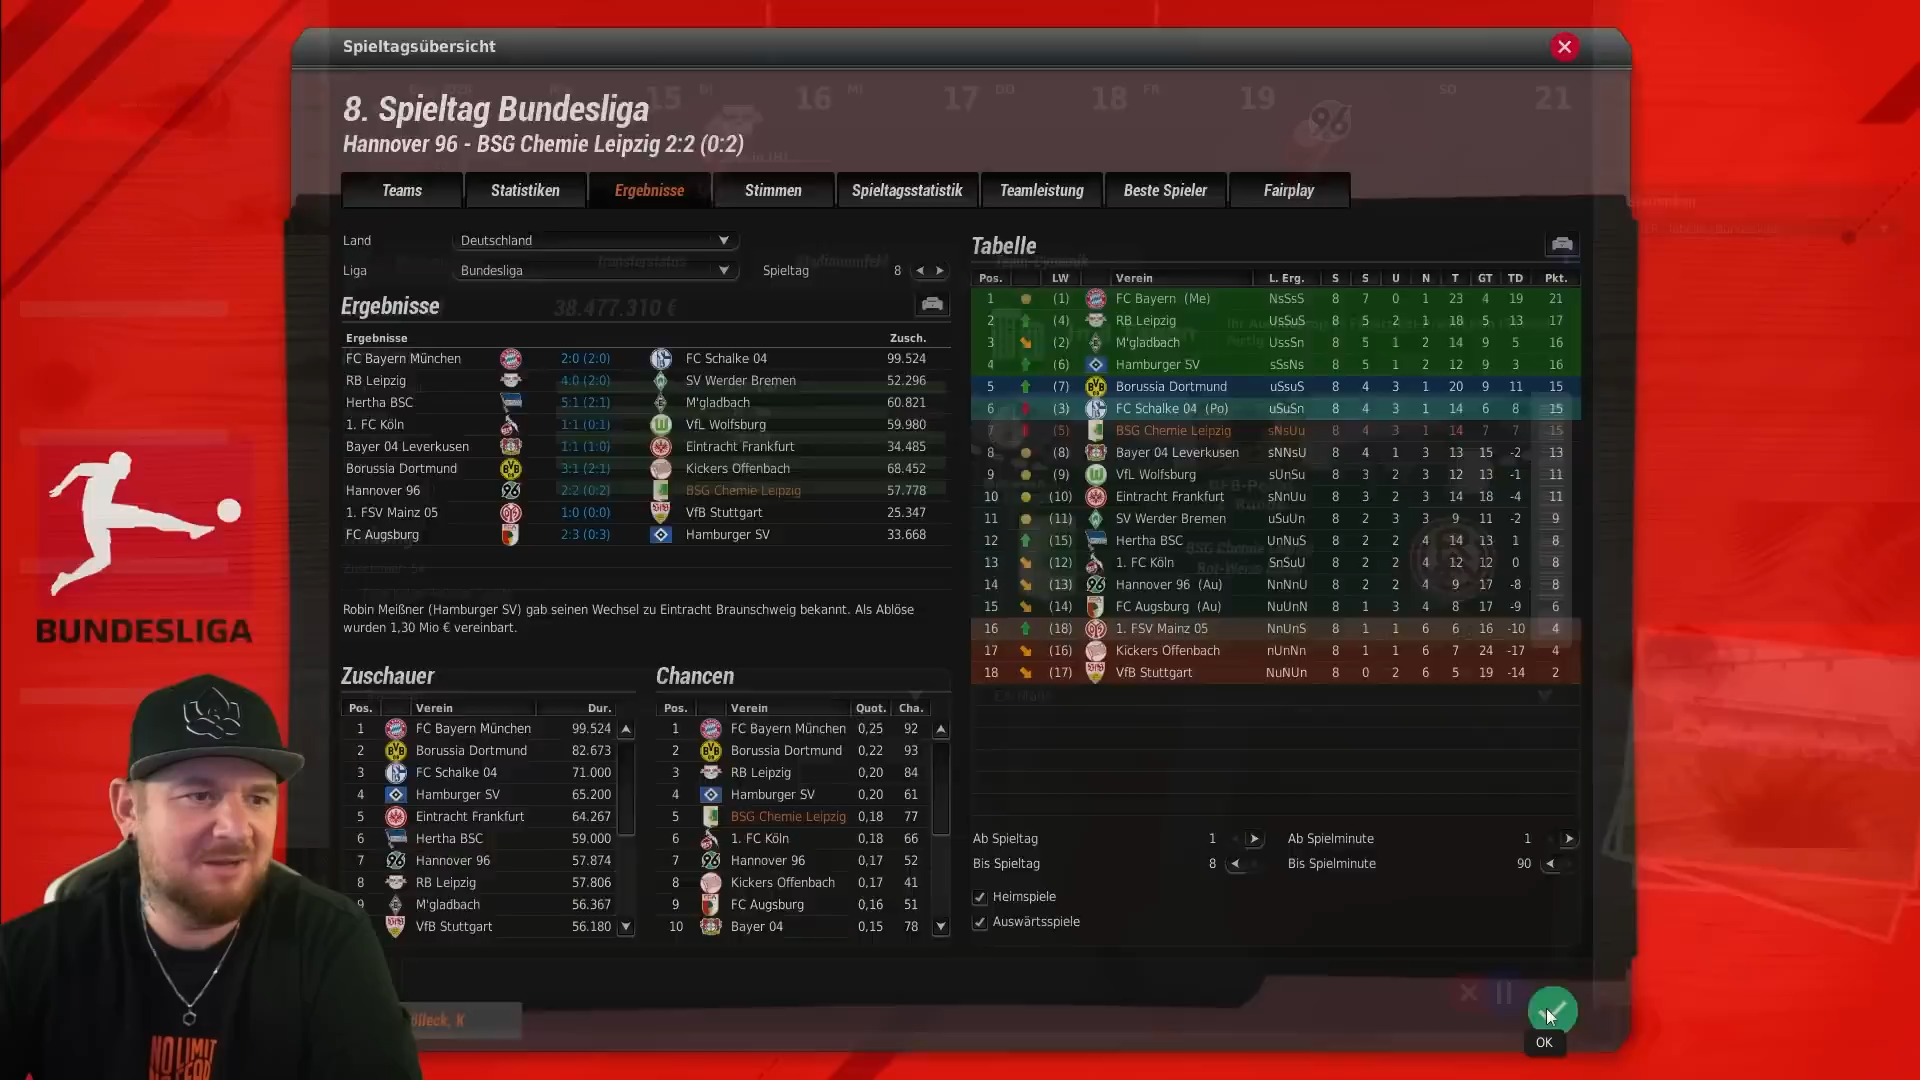 Spieltagsübersicht
8. Spieltag Bundesliga
Hannover 96 - BSG Chemie Leipzig 2:2 (0:2)
15 DI 16 MI 17 DO 18 FR 19 SO 21
Teams Statistiken Ergebnisse Stimmen Spieltagsstatistik Teamleistung Beste Spieler Fairplay
Land Deutschland
Liga Bundesliga Spieltag 8
Ergebnisse
38.477.310 €
Ergebnisse Zusch.
FC Bayern München 2:0 (2:0) FC Schalke 04 99.524
RB Leipzig 4:0 (2:0) SV Werder Bremen 52.296
Hertha BSC 5:1 (2:1) M'gladbach 60.821
1. FC Köln 1:1 (0:1) VfL Wolfsburg 59.980
Bayer 04 Leverkusen 1:1 (1:0) Eintracht Frankfurt 34.485
Borussia Dortmund 3:1 (2:1) Kickers Offenbach 68.452
Hannover 96 2:2 (0:2) BSG Chemie Leipzig 57.778
1. FSV Mainz 05 1:0 (0:0) VfB Stuttgart 25.347
FC Augsburg 2:3 (0:3) Hamburger SV 33.668
Robin Meißner (Hamburger SV) gab seinen Wechsel zu Eintracht Braunschweig bekannt. Als Ablöse
wurden 1,30 Mio € vereinbart.
Zuschauer
Pos. Verein Dur.
1 FC Bayern München 99.524
2 Borussia Dortmund 82.673
3 FC Schalke 04 71.000
4 Hamburger SV 65.200
5 Eintracht Frankfurt 64.267
6 Hertha BSC 59.000
7 Hannover 96 57.874
8 RB Leipzig 57.806
9 M'gladbach 56.367
VfB Stuttgart 56.180
Chancen
Pos. Verein Quot. Cha.
1 FC Bayern München 0,25 92
2 Borussia Dortmund 0,22 93
3 RB Leipzig 0,20 84
4 Hamburger SV 0,20 61
5 BSG Chemie Leipzig 0,18 77
6 1. FC Köln 0,18 66
7 Hannover 96 0,17 52
8 Kickers Offenbach 0,17 41
9 FC Augsburg 0,16 51
10 Bayer 04 0,15 78
Tabelle
Pos. LW Verein L. Erg. S S U N T GT TD Pkt.
1 (1) FC Bayern (Me) NsSsS 8 7 0 1 23 4 19 21
2 (4) RB Leipzig UsSuS 8 5 2 1 18 5 13 17
3 (2) M'gladbach UssSn 8 5 1 2 14 9 5 16
4 (6) Hamburger SV sSsNs 8 5 1 2 12 9 3 16
5 (7) Borussia Dortmund uSsuS 8 4 3 1 20 9 11 15
6 (3) FC Schalke 04 (Po) uSuSn 8 4 3 1 14 6 8 15
7 (5) BSG Chemie Leipzig sNsUu 8 4 3 1 14 7 7 15
8 (8) Bayer 04 Leverkusen sNNsU 8 4 1 3 13 15 -2 13
9 (9) VfL Wolfsburg sUnSu 8 3 2 3 12 13 -1 11
10 (10) Eintracht Frankfurt sNnUu 8 3 2 3 14 18 -4 11
11 (11) SV Werder Bremen uSuUn 8 2 3 3 9 11 -2 9
12 (15) Hertha BSC UnNuS 8 2 2 4 14 13 1 8
13 (12) 1. FC Köln SnSuU 8 2 2 4 12 12 0 8
14 (13) Hannover 96 (Au) NnNnU 8 2 2 4 9 17 -8 8
15 (14) FC Augsburg (Au) NuUnN 8 1 3 4 8 17 -9 6
16 (18) 1. FSV Mainz 05 NnUnS 8 1 1 6 6 16 -10 4
17 (16) Kickers Offenbach nUnNn 8 1 1 6 7 24 -17 4
18 (17) VfB Stuttgart NuNUn 8 0 2 6 5 19 -14 2
Ab Spieltag 1 Ab Spielminute 1
Bis Spieltag 8 Bis Spielminute 90
Heimspiele
Auswärtsspiele
OK
BUNDESLIGA
NO LIMIT